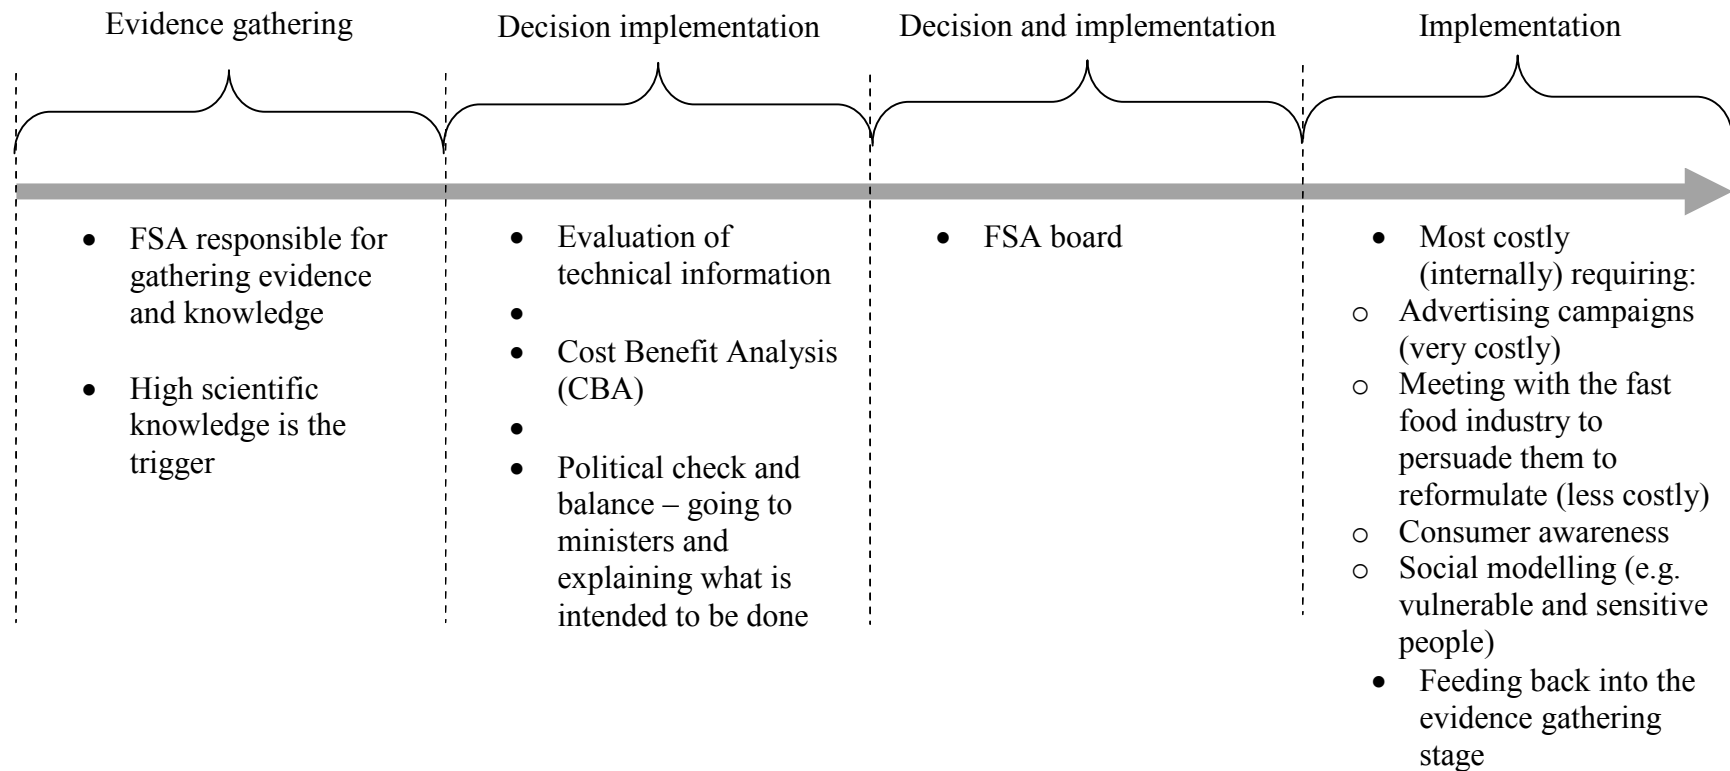 Evidence gathering
Decision implementation
Decision and implementation
Implementation
• FSA responsible for
gathering evidence
and knowledge
• High scientific
knowledge is the
trigger
• Evaluation of
technical information
•
• Cost Benefit Analysis
(CBA)
•
• Political check and
balance – going to
ministers and
explaining what is
intended to be done
• FSA board
• Most costly
(internally) requiring:
o Advertising campaigns
(very costly)
o Meeting with the fast
food industry to
persuade them to
reformulate (less costly)
o Consumer awareness
o Social modelling (e.g.
vulnerable and sensitive
people)
• Feeding back into the
evidence gathering
stage